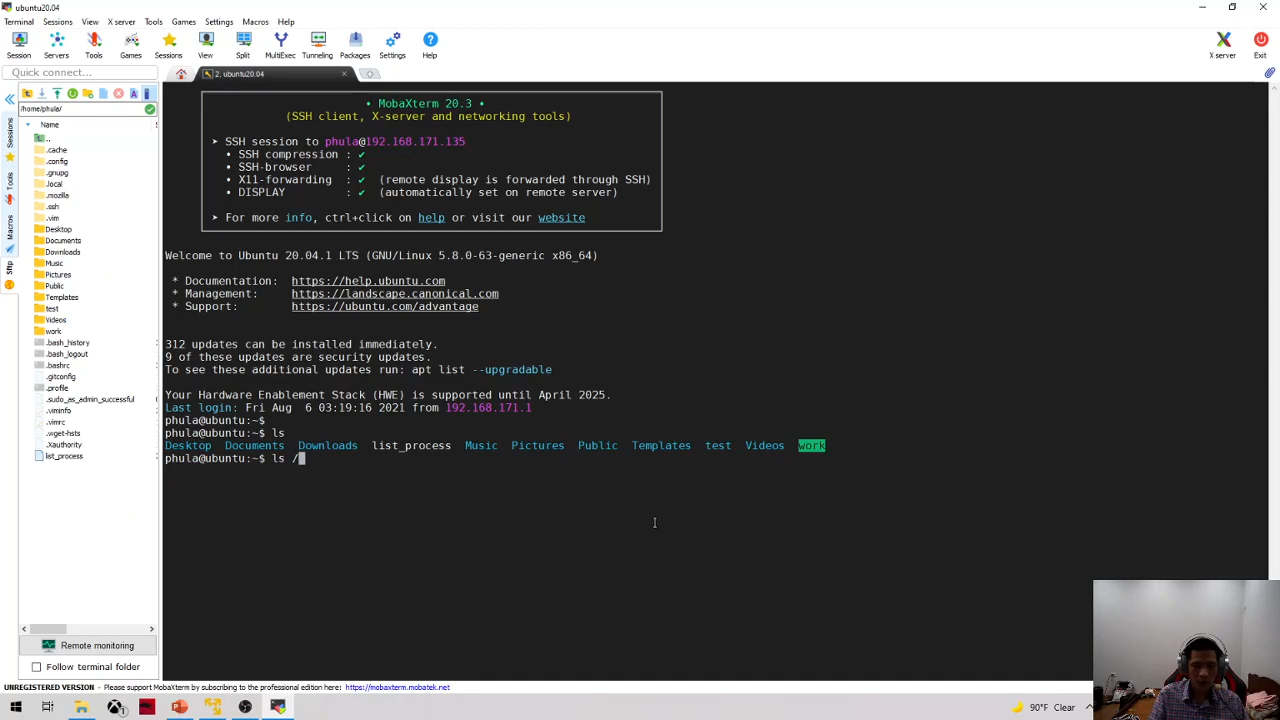 ubuntu20.04
Terminal Sessions View X server Tools Games Settings Macros Help
Session Servers Tools Games Sessions View Split MultiExec Tunneling Packages Settings Help X server Exit
Quick connect...
2. ubuntu20.04
/home/phula/
Name
Sessions
Tools
Macros
Sftp
..
.cache
.config
.gnupg
.local
.mozilla
.ssh
.vim
Desktop
Documents
Downloads
Music
Pictures
Public
Templates
test
Videos
work
.bash_history
.bash_logout
.bashrc
.gitconfig
.profile
.sudo_as_admin_successful
.viminfo
.vimrc
.wget-hsts
.Xauthority
list_process
Remote monitoring
Follow terminal folder
• MobaXterm 20.3 •
(SSH client, X-server and networking tools)
➤ SSH session to phula@192.168.171.135
• SSH compression : ✔
• SSH-browser : ✔
• X11-forwarding : ✔ (remote display is forwarded through SSH)
• DISPLAY : ✔ (automatically set on remote server)
➤ For more info, ctrl+click on help or visit our website
Welcome to Ubuntu 20.04.1 LTS (GNU/Linux 5.8.0-63-generic x86_64)
* Documentation: https://help.ubuntu.com
* Management: https://landscape.canonical.com
* Support: https://ubuntu.com/advantage
312 updates can be installed immediately.
9 of these updates are security updates.
To see these additional updates run: apt list --upgradable
Your Hardware Enablement Stack (HWE) is supported until April 2025.
Last login: Fri Aug 6 03:19:16 2021 from 192.168.171.1
phula@ubuntu:~$
phula@ubuntu:~$ ls
Desktop Documents Downloads list_process Music Pictures Public Templates test Videos work
phula@ubuntu:~$ ls /
UNREGISTERED VERSION - Please support MobaXterm by subscribing to the professional edition here: https://mobaxterm.mobatek.net
90°F Clear